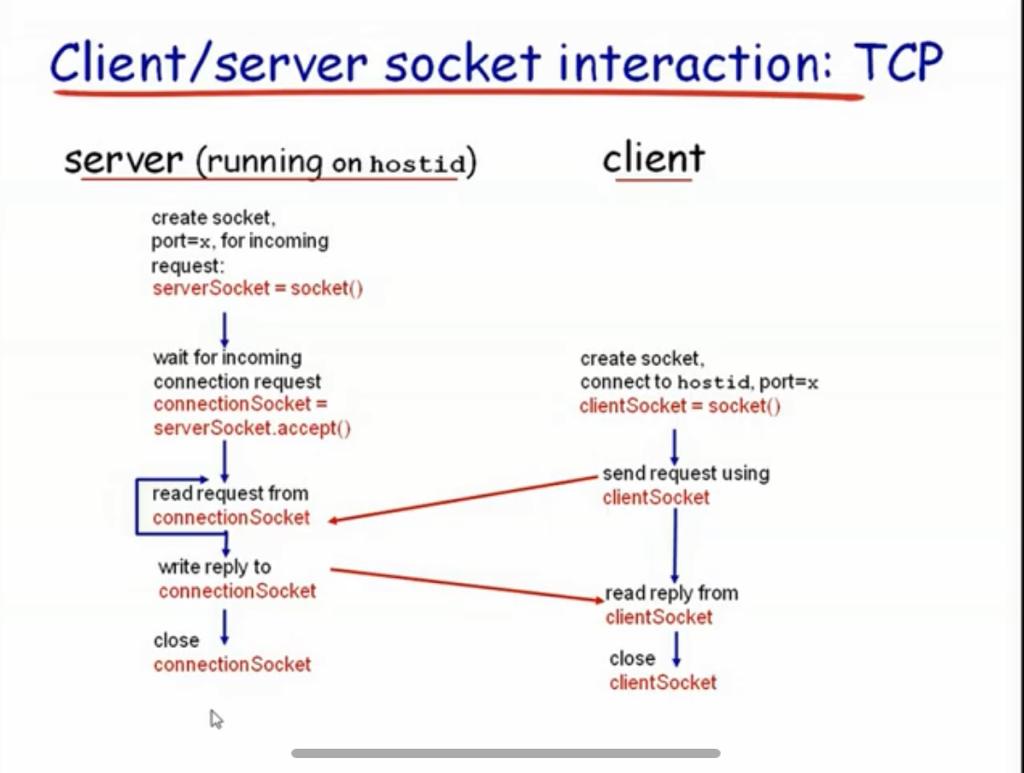 Client/server socket interaction: TCP
server (running on hostid)
client
create socket,
port=x, for incoming
request:
serverSocket = socket()
wait for incoming
connection request
connectionSocket =
serverSocket.accept()
read request from
connectionSocket
write reply to
connectionSocket
close
connectionSocket
create socket,
connect to hostid, port=x
clientSocket = socket()
send request using
clientSocket
read reply from
clientSocket
close
clientSocket